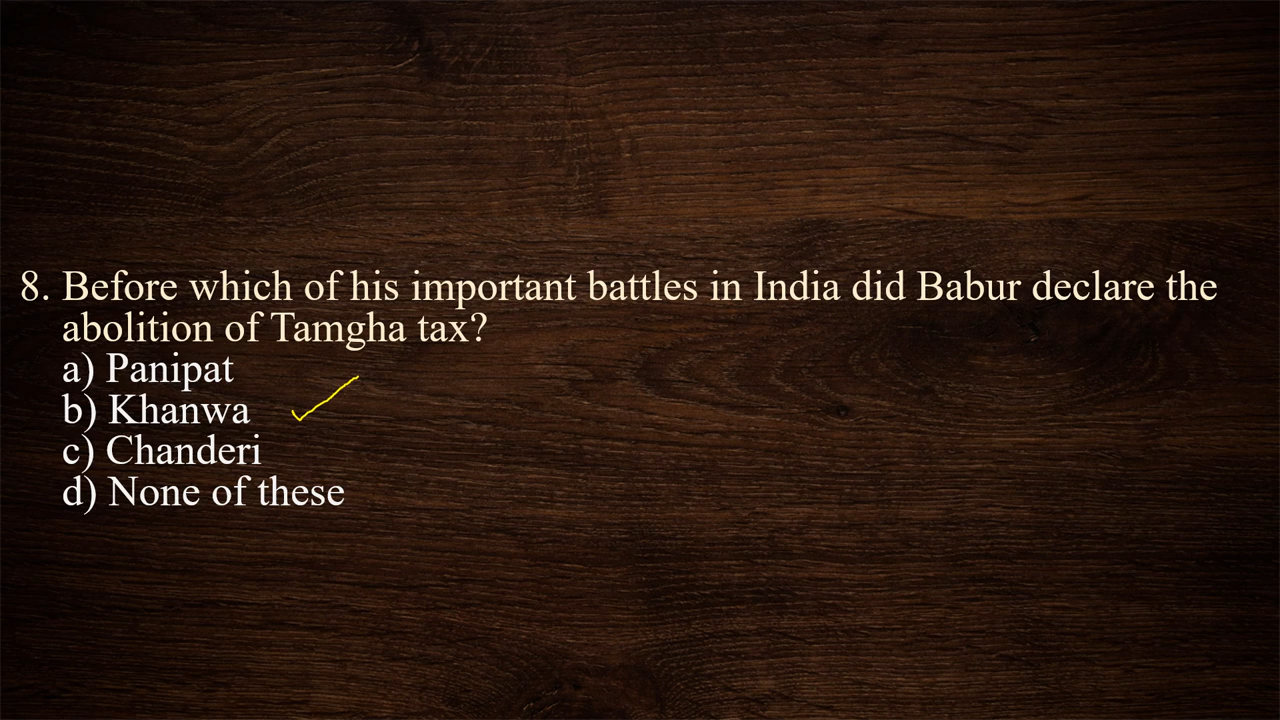 8. Before which of his important battles in India did Babur declare the
abolition of Tamgha tax?
a) Panipat
b) Khanwa
c) Chanderi
d) None of these